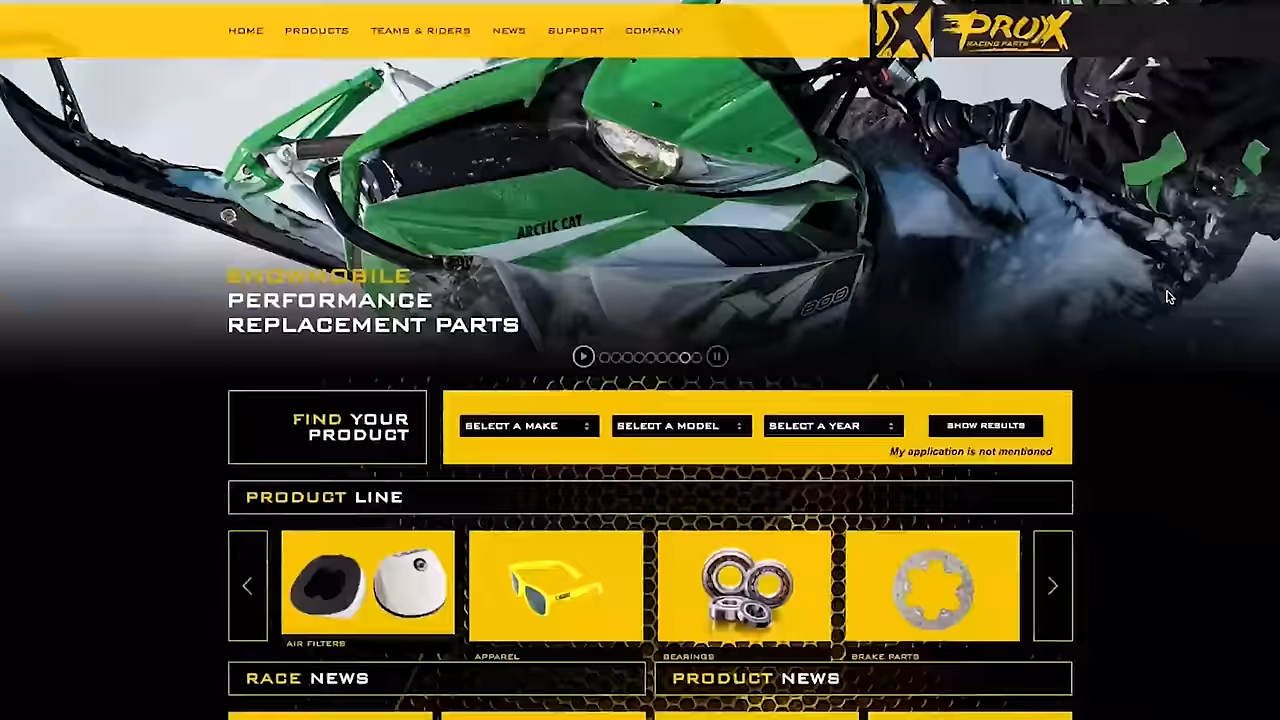 HOME PRODUCTS TEAMS & RIDERS NEWS SUPPORT COMPANY
PROX
RACING PARTS
ARCTIC CAT
800
SNOWMOBILE
PERFORMANCE
REPLACEMENT PARTS
FIND YOUR
PRODUCT
SELECT A MAKE SELECT A MODEL SELECT A YEAR SHOW RESULTS
My application is not mentioned
PRODUCT LINE
AIR FILTERS
APPAREL BEARINGS BRAKE PARTS
RACE NEWS PRODUCT NEWS